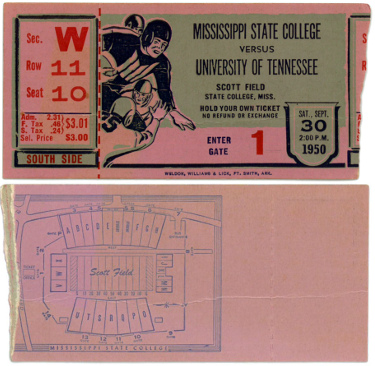 Sec. W
Row 11
Seat 10
Adm. 2.31
F. Tax .46 $3.01
S. Tax .24
Sal. Price $3.00
SOUTH SIDE
MISSISSIPPI STATE COLLEGE
VERSUS
UNIVERSITY OF TENNESSEE
SCOTT FIELD
STATE COLLEGE, MISS.
HOLD YOUR OWN TICKET
NO REFUND OR EXCHANGE
ENTER
GATE 1
SAT., SEPT.
30
2:00 P.M.
1950
WELDON, WILLIAMS & LICK, FT. SMITH, ARK.
Scott Field
MISSISSIPPI STATE COLLEGE